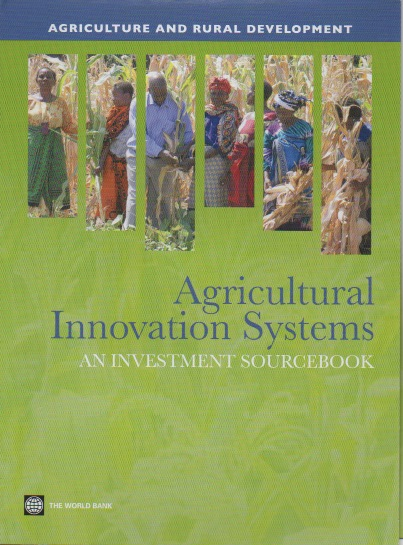 AGRICULTURE AND RURAL DEVELOPMENT
Agricultural
Innovation Systems
AN INVESTMENT SOURCEBOOK
THE WORLD BANK